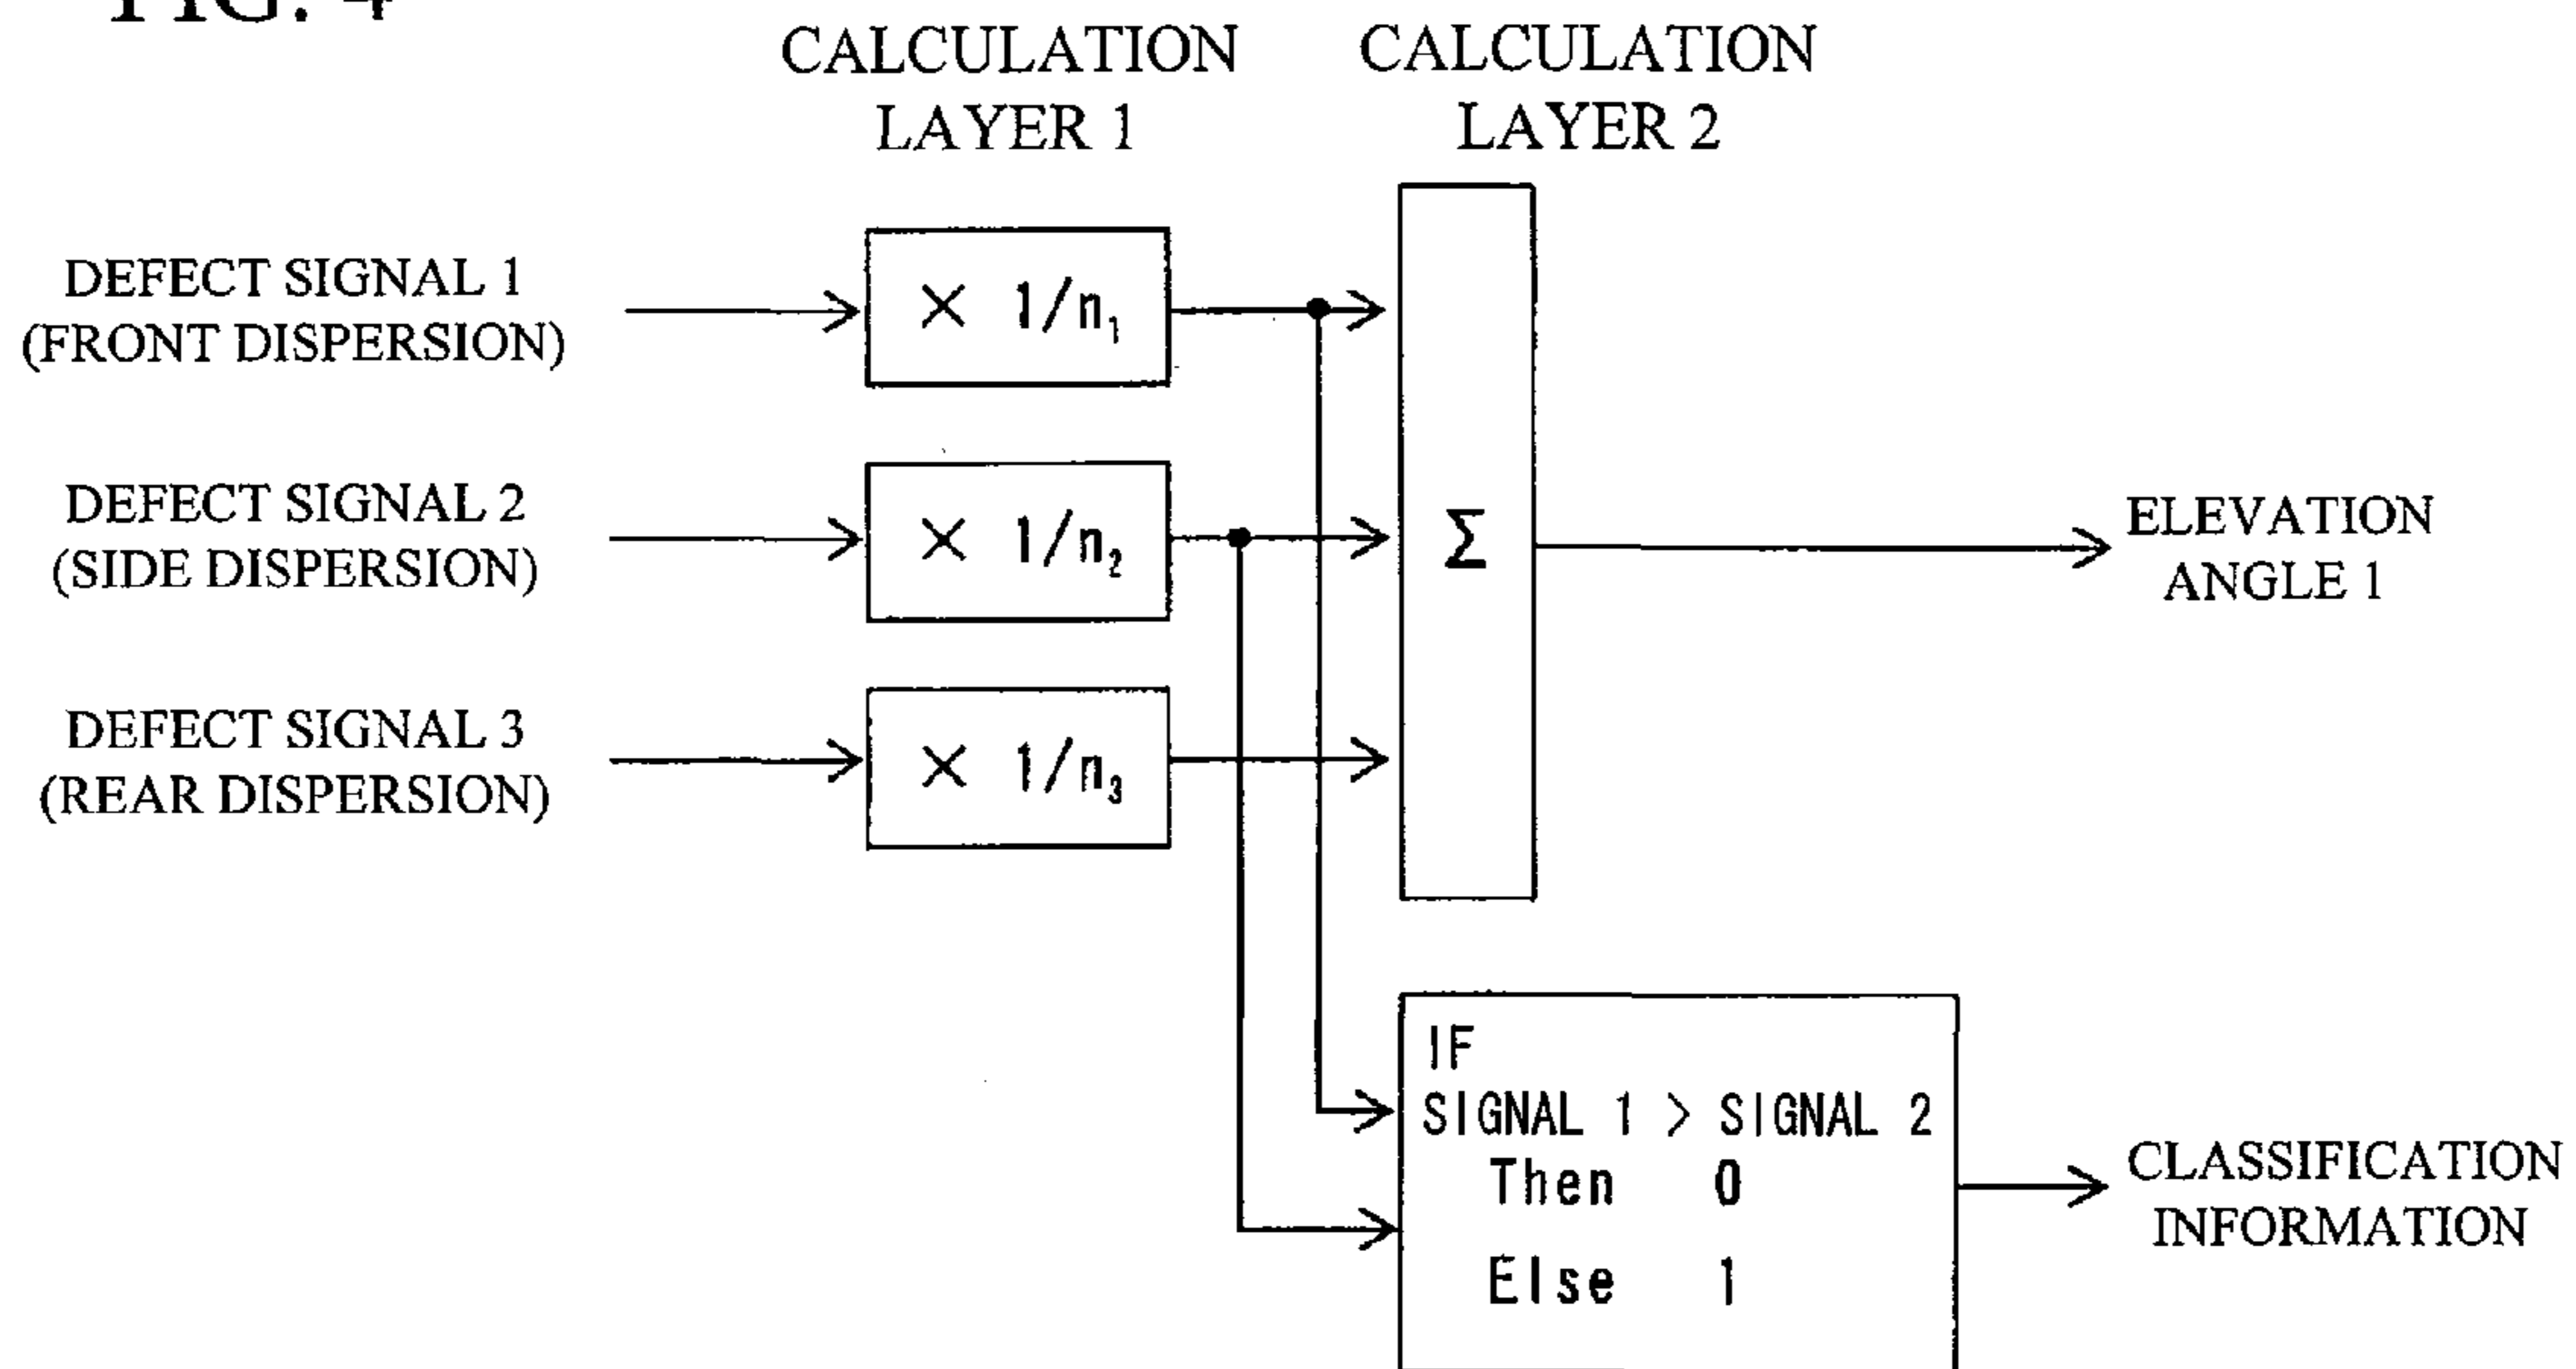 FIG. 4
CALCULATION
LAYER 1
CALCULATION
LAYER 2
DEFECT SIGNAL 1
(FRONT DISPERSION)
× 1/n₁
DEFECT SIGNAL 2
(SIDE DISPERSION)
× 1/n₂
Σ
ELEVATION
ANGLE 1
DEFECT SIGNAL 3
(REAR DISPERSION)
× 1/n₃
IF
SIGNAL 1 > SIGNAL 2
Then 0
Else 1
CLASSIFICATION
INFORMATION